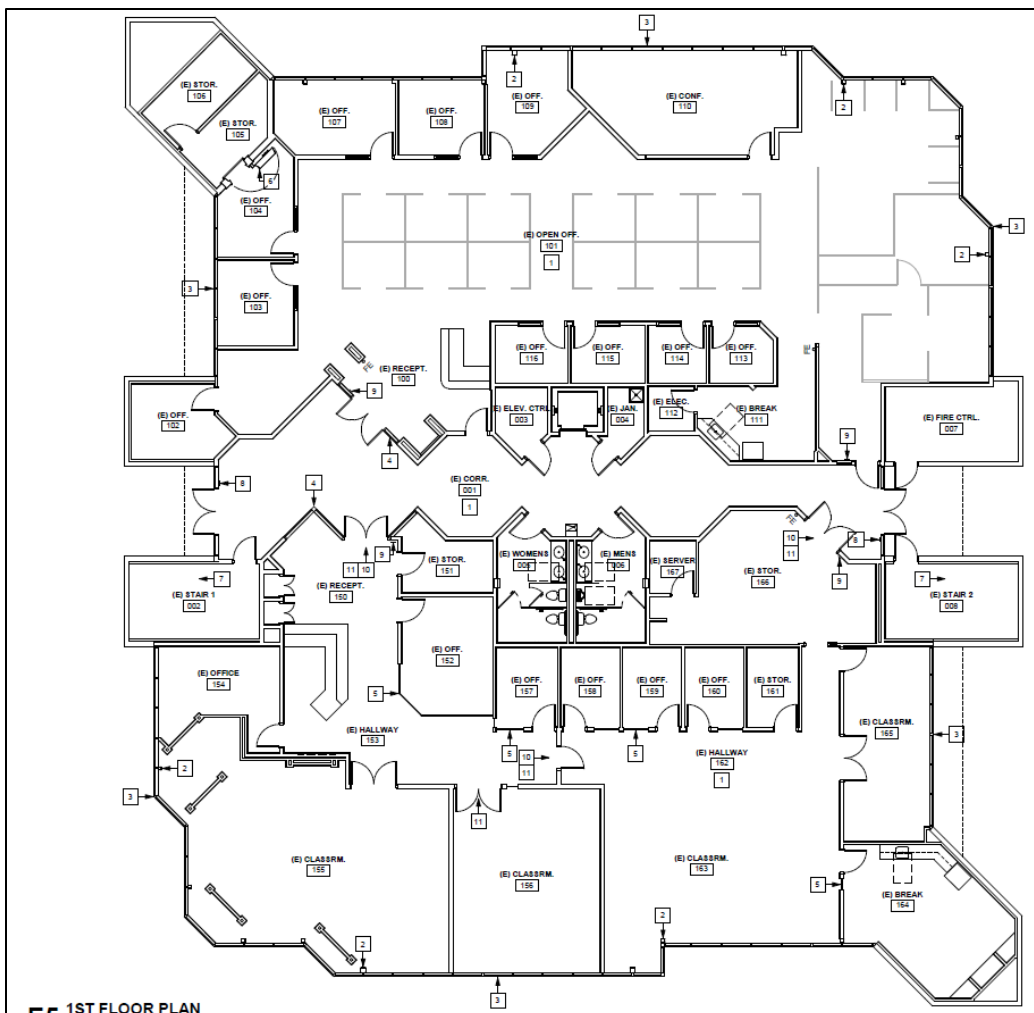 3
2
(E) STOR.
106
(E) STOR.
105
(E) OFF.
107
(E) OFF.
108
(E) OFF.
109
(E) CONF.
110
2
6
(E) OFF.
104
(E) OPEN OFF.
101
1
3
2
3
(E) OFF.
103
(E) OFF.
116
(E) OFF.
115
(E) OFF.
114
(E) OFF.
113
FE
FE
(E) RECEPT.
100
9
(E) OFF.
102
(E) ELEV. CTRL.
003
(E) JAN.
004
(E) ELEC.
112
(E) BREAK
111
(E) FIRE CTRL.
007
4
9
8
4
(E) CORR.
001
1
FE
10
11
8
9
11
10
9
(E) STOR.
151
(E) WOMENS
005
(E) MENS
006
(E) SERVER
167
(E) STOR.
166
7
(E) STAIR 1
002
(E) RECEPT.
150
7
(E) STAIR 2
008
(E) OFF.
152
(E) OFFICE
154
5
(E) OFF.
157
(E) OFF.
158
(E) OFF.
159
(E) OFF.
160
(E) STOR.
161
(E) CLASSRM.
165
3
(E) HALLWAY
153
5
5
10
11
(E) HALLWAY
162
1
2
3
11
(E) CLASSRM.
155
(E) CLASSRM.
156
(E) CLASSRM.
163
5
(E) BREAK
164
2
2
3
1ST FLOOR PLAN